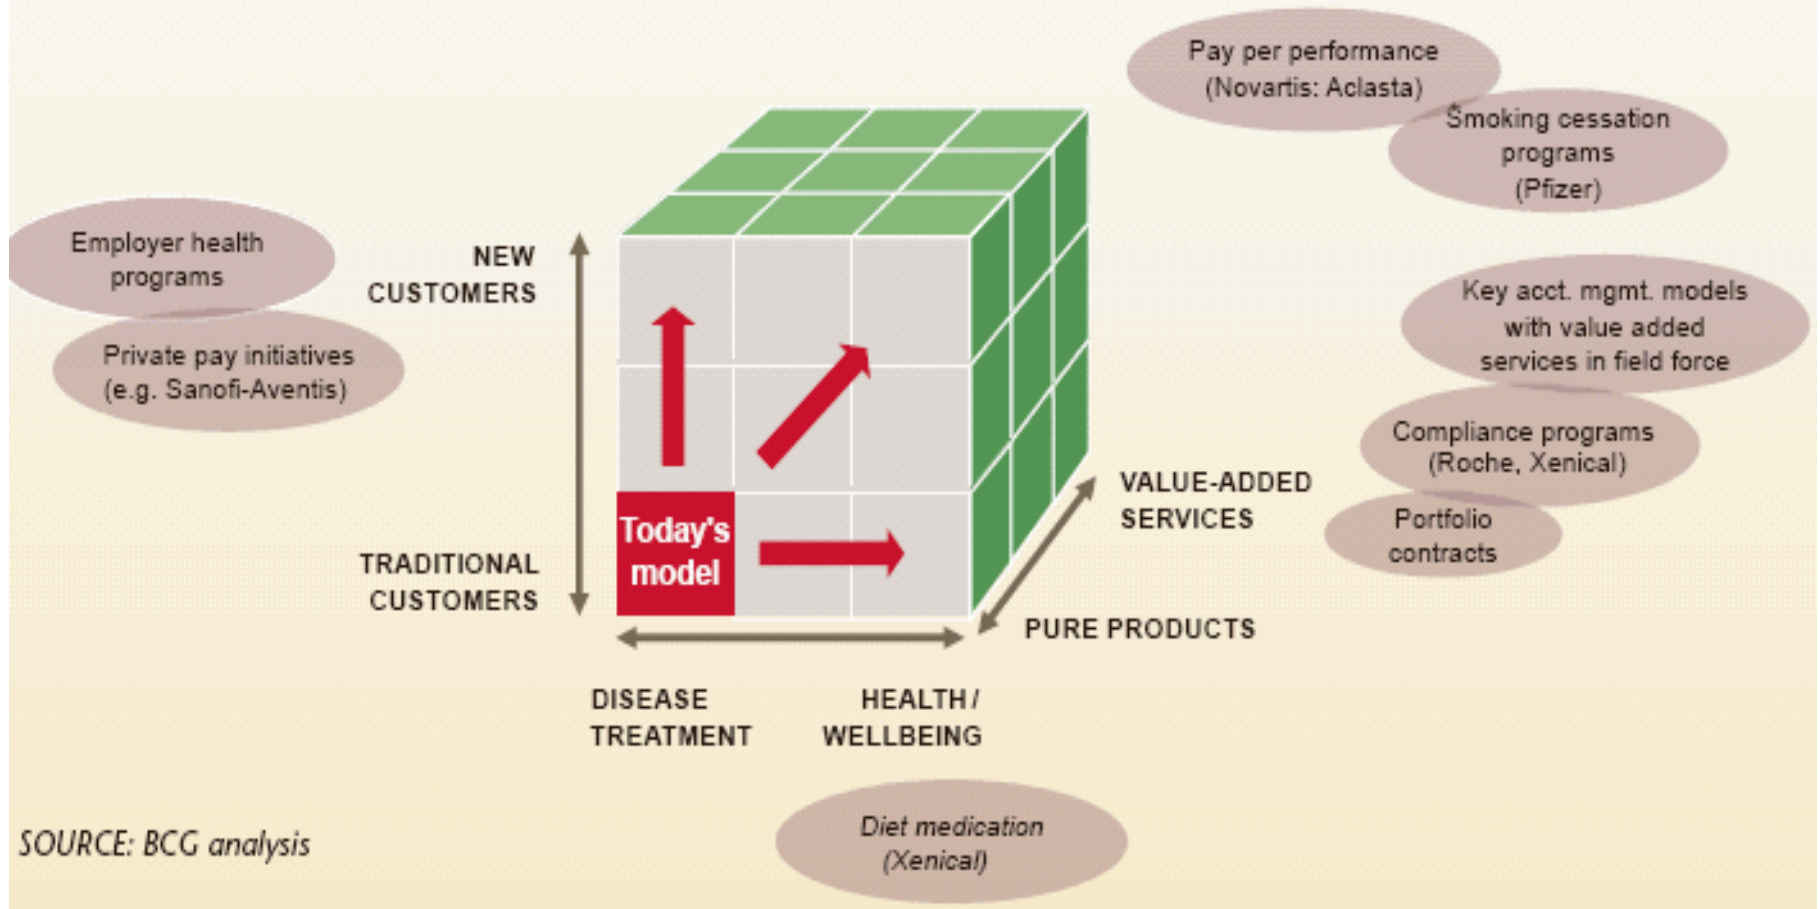 Pay per performance
(Novartis: Aclasta)
Smoking cessation
programs
(Pfizer)
Employer health
programs
Private pay initiatives
(e.g. Sanofi-Aventis)
NEW
CUSTOMERS
Key acct. mgmt. models
with value added
services in field force
Compliance programs
(Roche, Xenical)
Portfolio
contracts
VALUE-ADDED
SERVICES
Today's
model
TRADITIONAL
CUSTOMERS
PURE PRODUCTS
DISEASE
TREATMENT
HEALTH /
WELLBEING
Diet medication
(Xenical)
SOURCE: BCG analysis